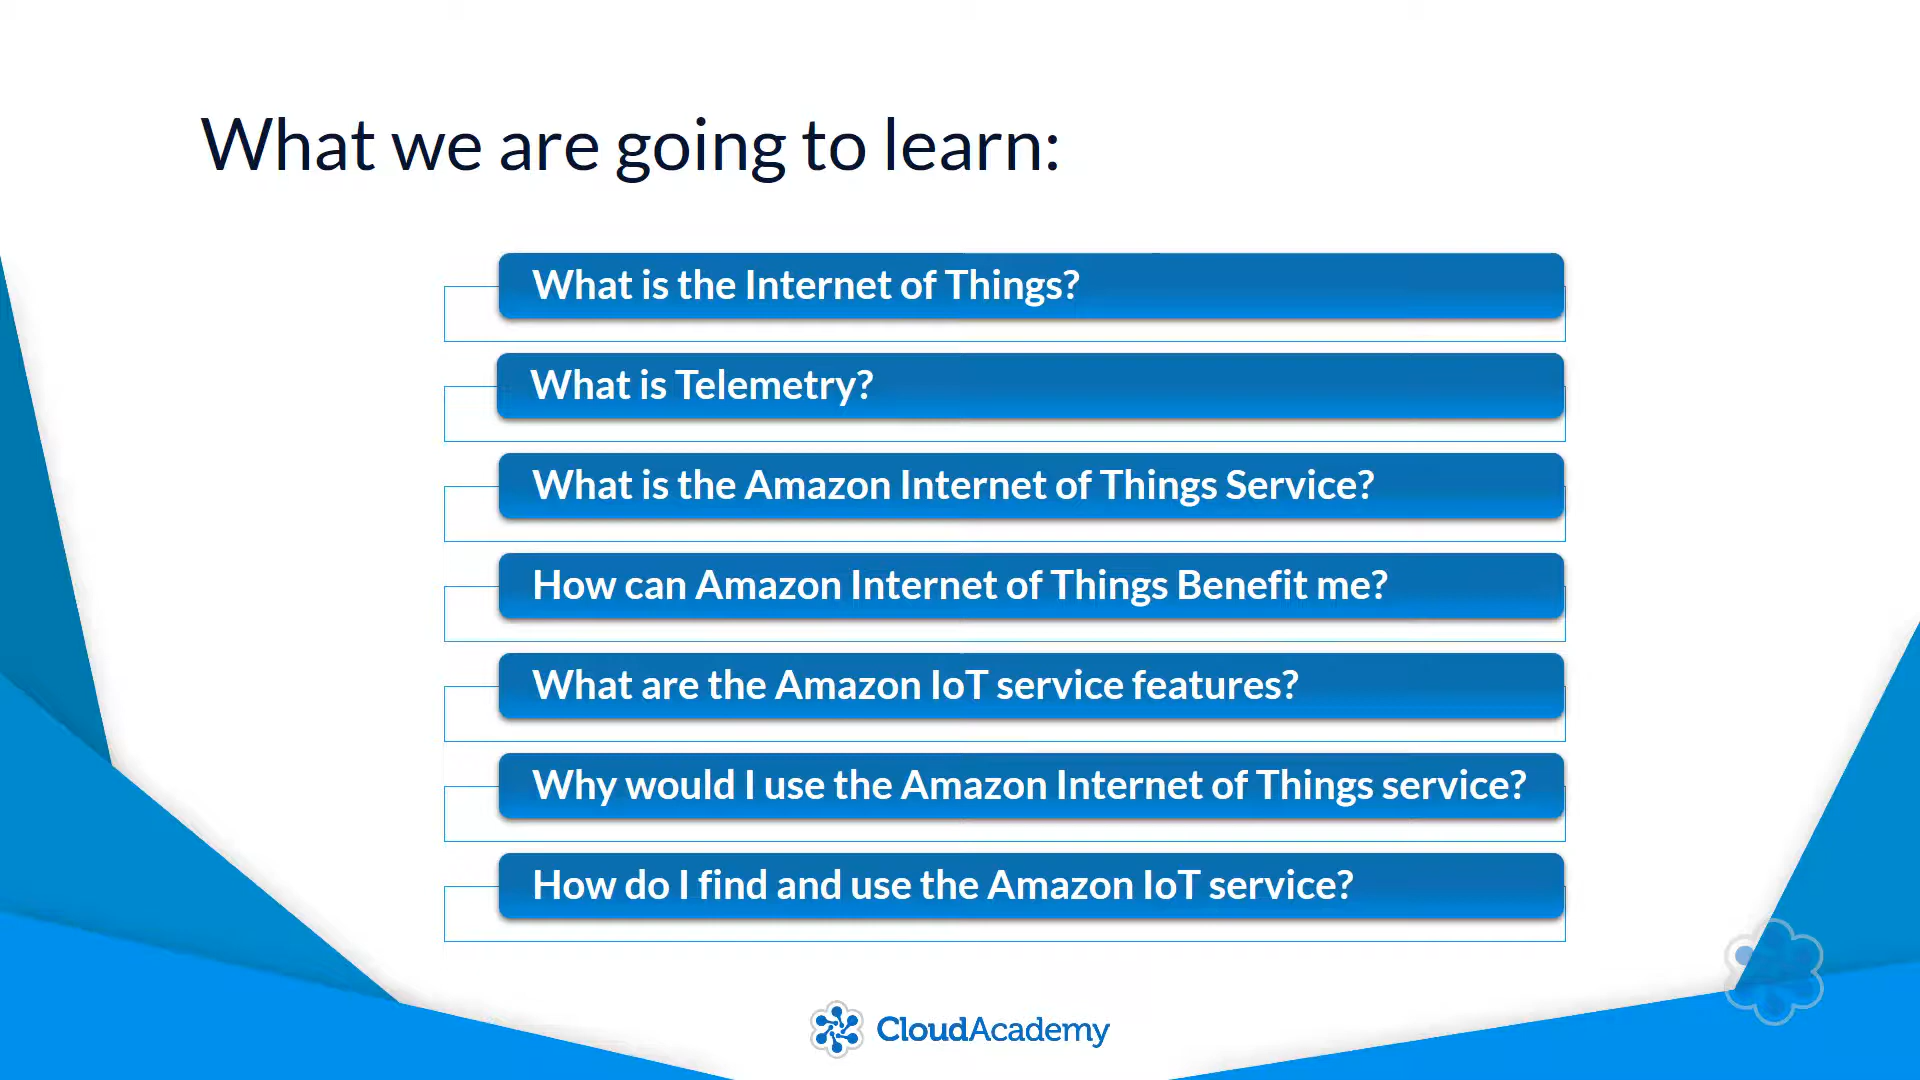 What we are going to learn:
What is the Internet of Things?
What is Telemetry?
What is the Amazon Internet of Things Service?
How can Amazon Internet of Things Benefit me?
What are the Amazon IoT service features?
Why would I use the Amazon Internet of Things service?
How do I find and use the Amazon IoT service?
CloudAcademy